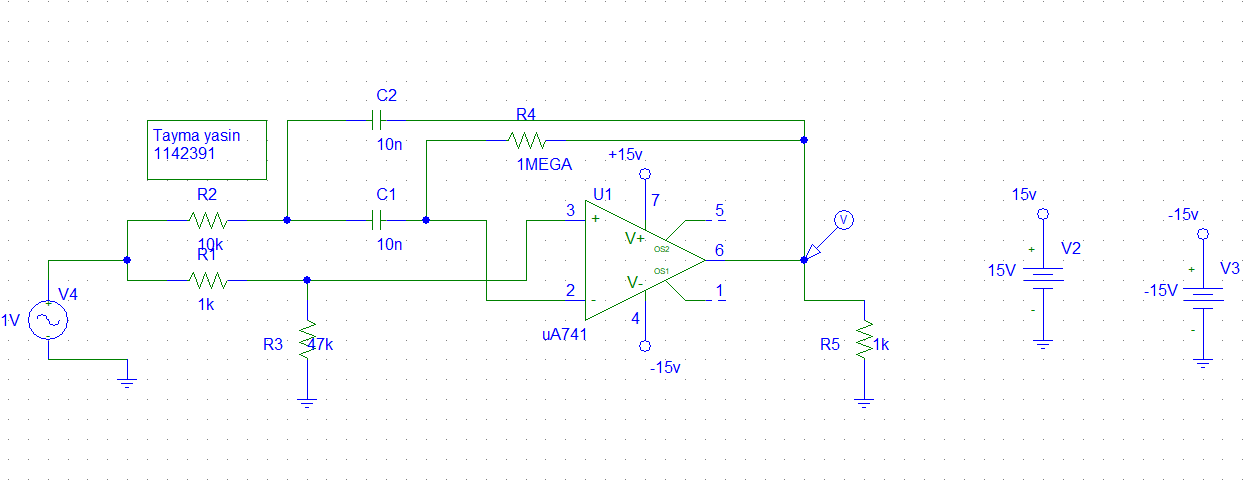 C2
10n
R4
1MEGA
Tayma yasin
1142391
+15v
R2
10k
C1
10n
U1
7
5
3
+
V+
OS2
6
OS1
V-
2
-
1
4
uA741
-15v
V
R1
1k
V4
+
-
1V
R3
47k
R5
1k
15v
+
V2
15V
-
-15v
+
V3
-15V
-